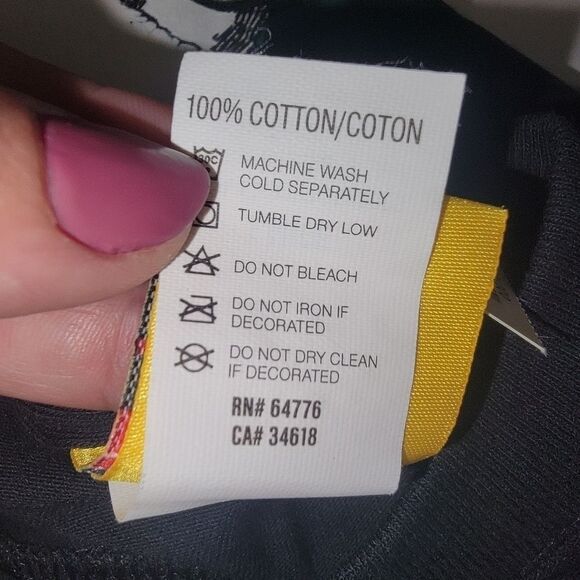 100% COTTON/COTON
30C
MACHINE WASH
COLD SEPARATELY
TUMBLE DRY LOW
DO NOT BLEACH
DO NOT IRON IF
DECORATED
DO NOT DRY CLEAN
IF DECORATED
RN# 64776
CA# 34618